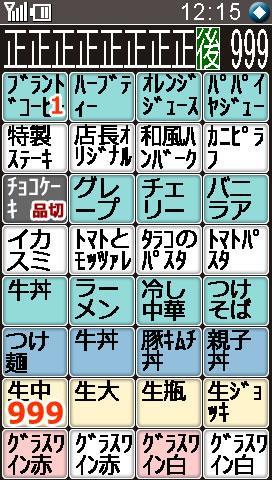 12:15
正正正正正正正正後 999
ブラント ハーブテ オレンジ パパイ
ﾞｺｰﾋ1 ィー ｼﾞｭｰｽ ﾔｼﾞｭｰ
特製 店長オ 和風ハ カニピラ
ステーキ ﾘｼﾞﾅﾙ ﾝﾊﾞｰｸﾞ フ
チョコケー グレ チェ バニ
キ 品切 ープ リー ラア
イカ トマトと タラコの トマトパ
スミ ﾓｯﾂｧﾚ パスタ スタ
牛丼 ラー 冷し つけ
メン 中華 そば
つけ 牛丼 豚ｷﾑﾁ 親子
麺 丼 丼
生中 生大 生瓶 生ジョ
999 ッキ
グラスワ グラスワ グラスワ グラスワ
イン赤 イン赤 イン白 イン白